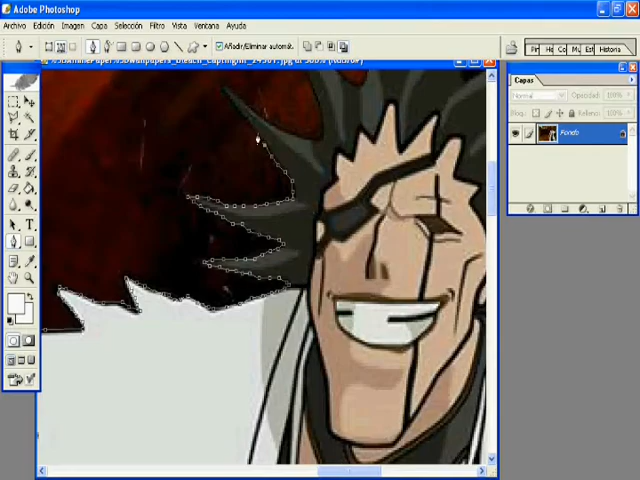 Adobe Photoshop
Archivo Edición Imagen Capa Selección Filtro Vista Ventana Ayuda
Añadir/Eliminar automát.
Historia
Capas
Normal Opacidad: 100%
Bloq.: Relleno: 100%
Fondo